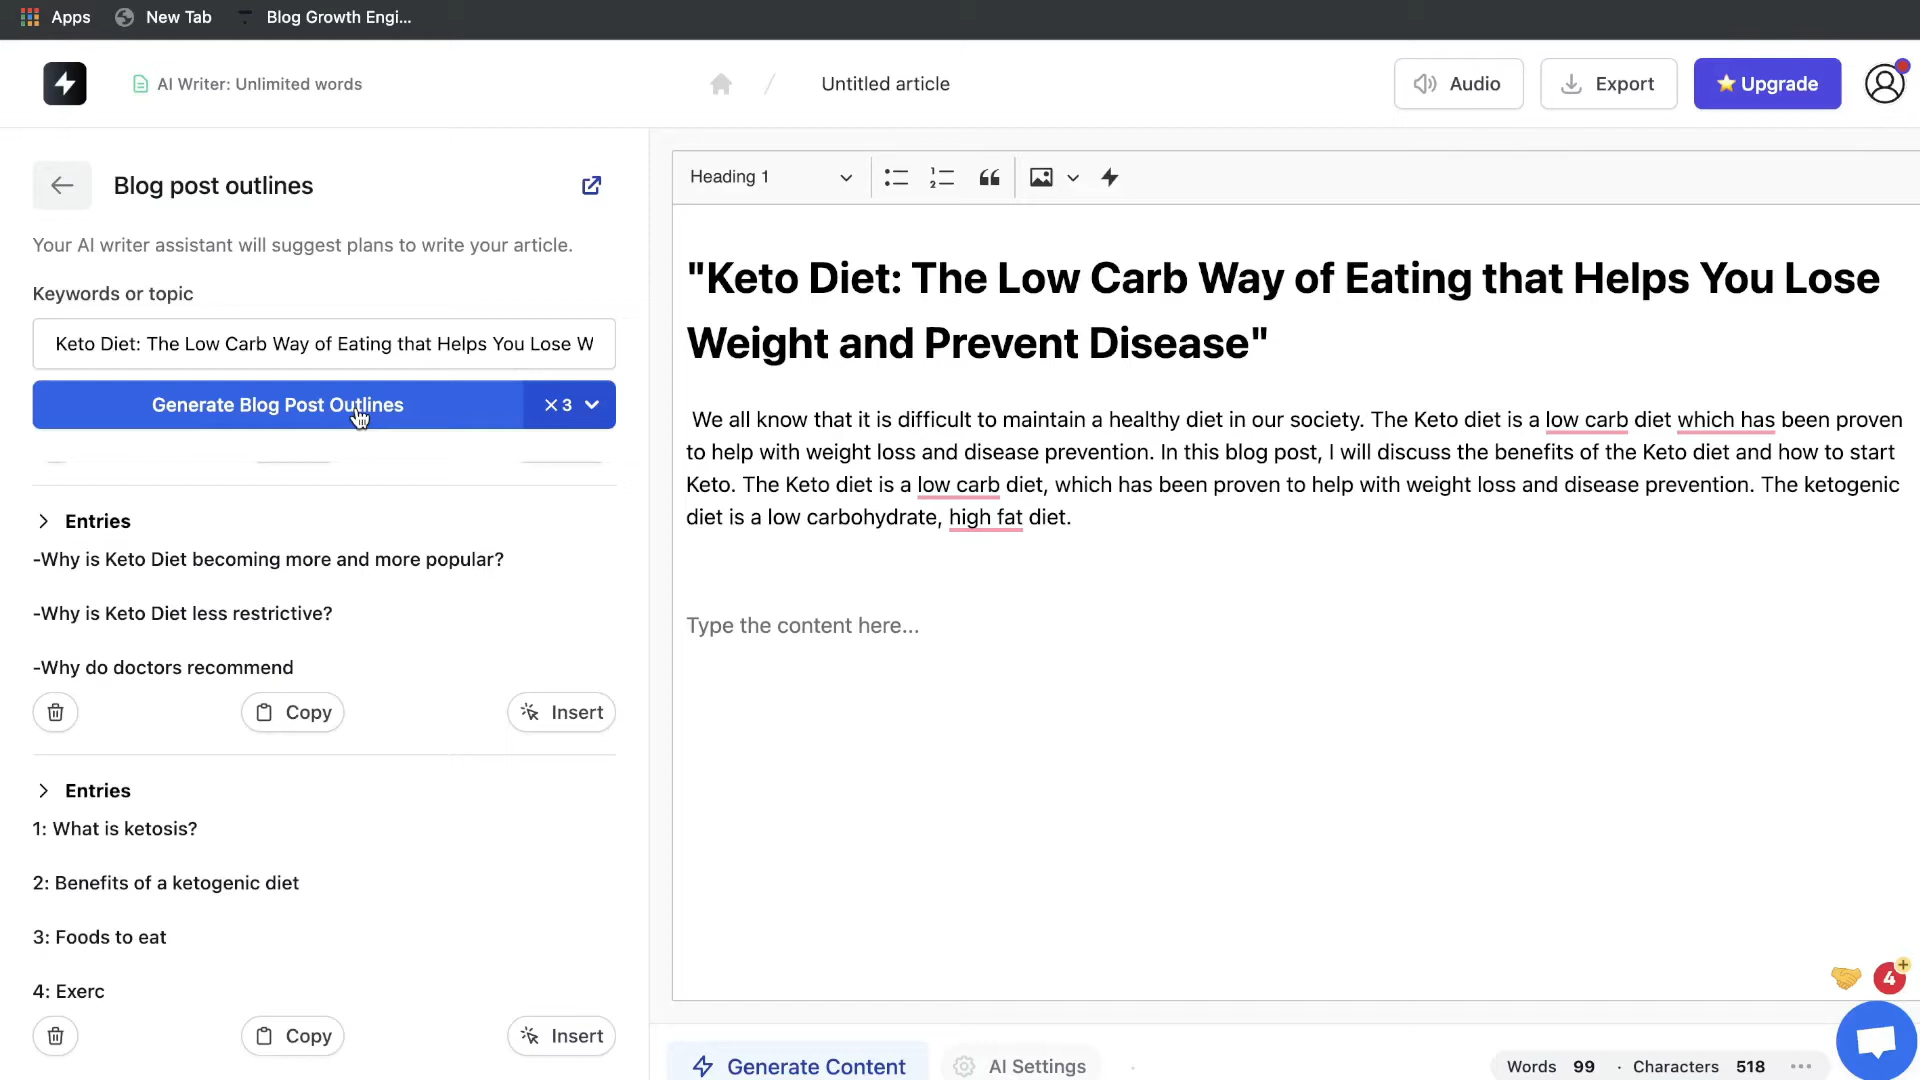 Apps New Tab Blog Growth Engi...
AI Writer: Unlimited words
/ Untitled article
Audio
Export
Upgrade
Blog post outlines
Your AI writer assistant will suggest plans to write your article.
Keywords or topic
Keto Diet: The Low Carb Way of Eating that Helps You Lose W
Generate Blog Post Outlines
×3
Entries
-Why is Keto Diet becoming more and more popular?
-Why is Keto Diet less restrictive?
-Why do doctors recommend
Copy
Insert
Entries
1: What is ketosis?
2: Benefits of a ketogenic diet
3: Foods to eat
4: Exerc
Copy
Insert
Heading 1
"Keto Diet: The Low Carb Way of Eating that Helps You Lose
Weight and Prevent Disease"
We all know that it is difficult to maintain a healthy diet in our society. The Keto diet is a low carb diet which has been proven
to help with weight loss and disease prevention. In this blog post, I will discuss the benefits of the Keto diet and how to start
Keto. The Keto diet is a low carb diet, which has been proven to help with weight loss and disease prevention. The ketogenic
diet is a low carbohydrate, high fat diet.
Type the content here...
4
Generate Content
AI Settings
Words 99 · Characters 518 ...